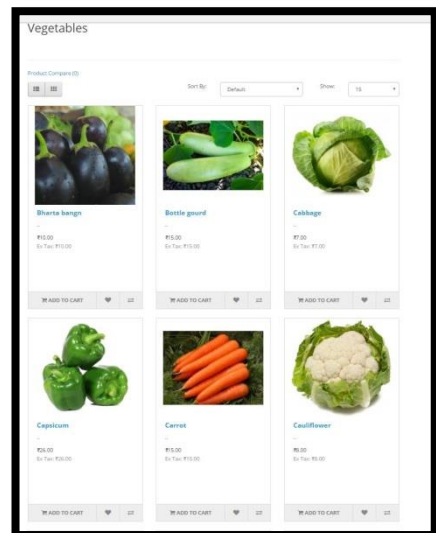 Vegetables
Product Compare (0)
Sort By: Default Show: 15
Bharta bangn
..
₹10.00
Ex Tax: ₹10.00
ADD TO CART
Bottle gourd
..
₹15.00
Ex Tax: ₹15.00
ADD TO CART
Cabbage
..
₹7.00
Ex Tax: ₹7.00
ADD TO CART
Capsicum
..
₹26.00
Ex Tax: ₹26.00
ADD TO CART
Carrot
..
₹15.00
Ex Tax: ₹15.00
ADD TO CART
Cauliflower
..
₹8.00
Ex Tax: ₹8.00
ADD TO CART